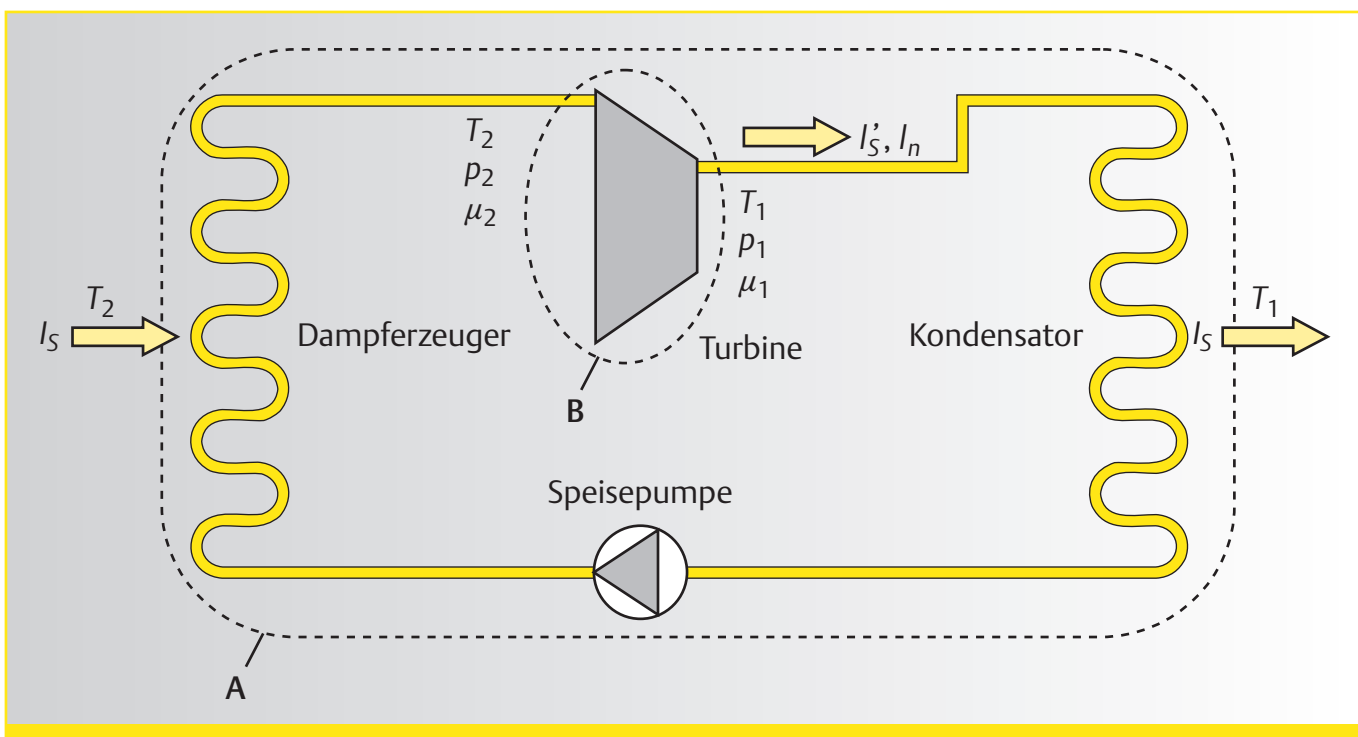 T2
p2
μ2
I'S, In
T1
p1
μ1
T2
IS
Dampferzeuger
Turbine
Kondensator
IS
T1
B
Speisepumpe
A